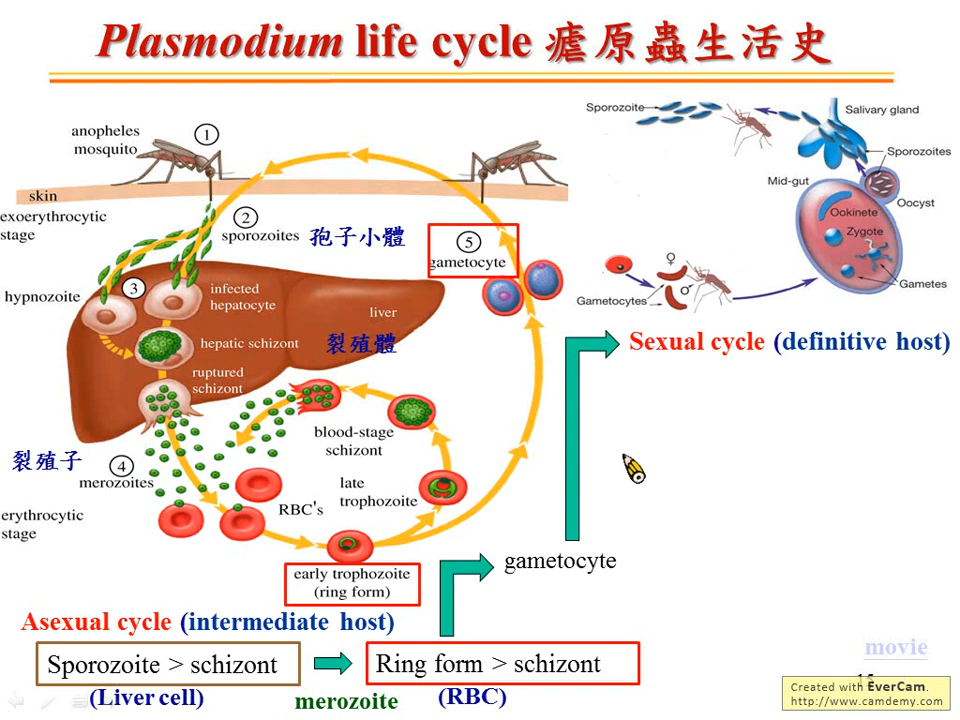 Plasmodium life cycle 瘧原蟲生活史
anopheles
mosquito
1
skin
exoerythrocytic
stage
2
sporozoites 孢子小體
5
gametocyte
hypnozoite
3
infected
hepatocyte
liver
hepatic schizont 裂殖體
ruptured
schizont
裂殖子
4
merozoites
blood-stage
schizont
late
trophozoite
RBC's
erythrocytic
stage
early trophozoite
(ring form)
Sporozoite
Salivary gland
Sporozoites
Mid-gut
Oocyst
Ookinete
Zygote
Gametes
Gametocytes
♀
♂
Sexual cycle (definitive host)
gametocyte
Asexual cycle (intermediate host)
Sporozoite > schizont
Ring form > schizont
(Liver cell)
merozoite
(RBC)
movie
15
Created with EverCam.
http://www.camdemy.com